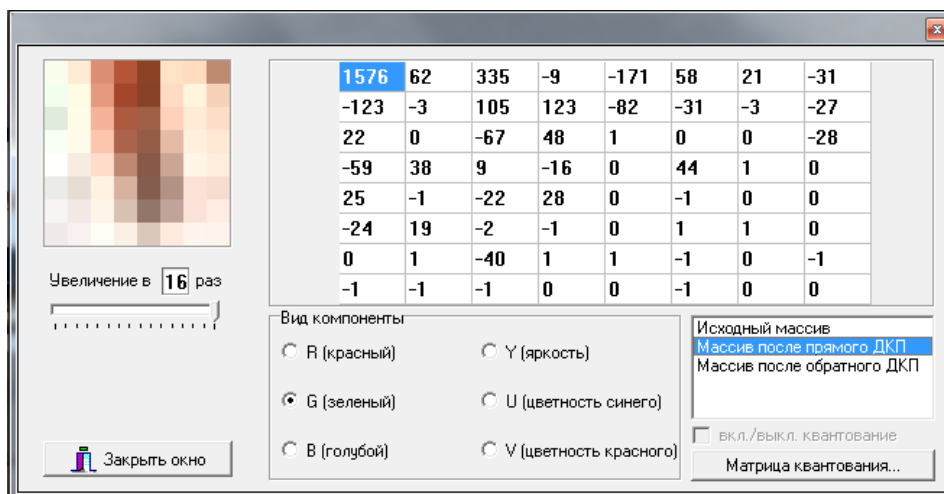 1576 62 335 -9 -171 58 21 -31
-123 -3 105 123 -82 -31 -3 -27
22 0 -67 48 1 0 0 -28
-59 38 9 -16 0 44 1 0
25 -1 -22 28 0 -1 0 0
-24 19 -2 -1 0 1 1 0
0 1 -40 1 1 -1 0 -1
-1 -1 -1 0 0 -1 0 0
Увеличение в 16 раз
Вид компоненты
R (красный)
Y (яркость)
G (зеленый)
U (цветность синего)
B (голубой)
V (цветность красного)
Исходный массив
Массив после прямого ДКП
Массив после обратного ДКП
вкл./выкл. квантование
Матрица квантования...
Закрыть окно